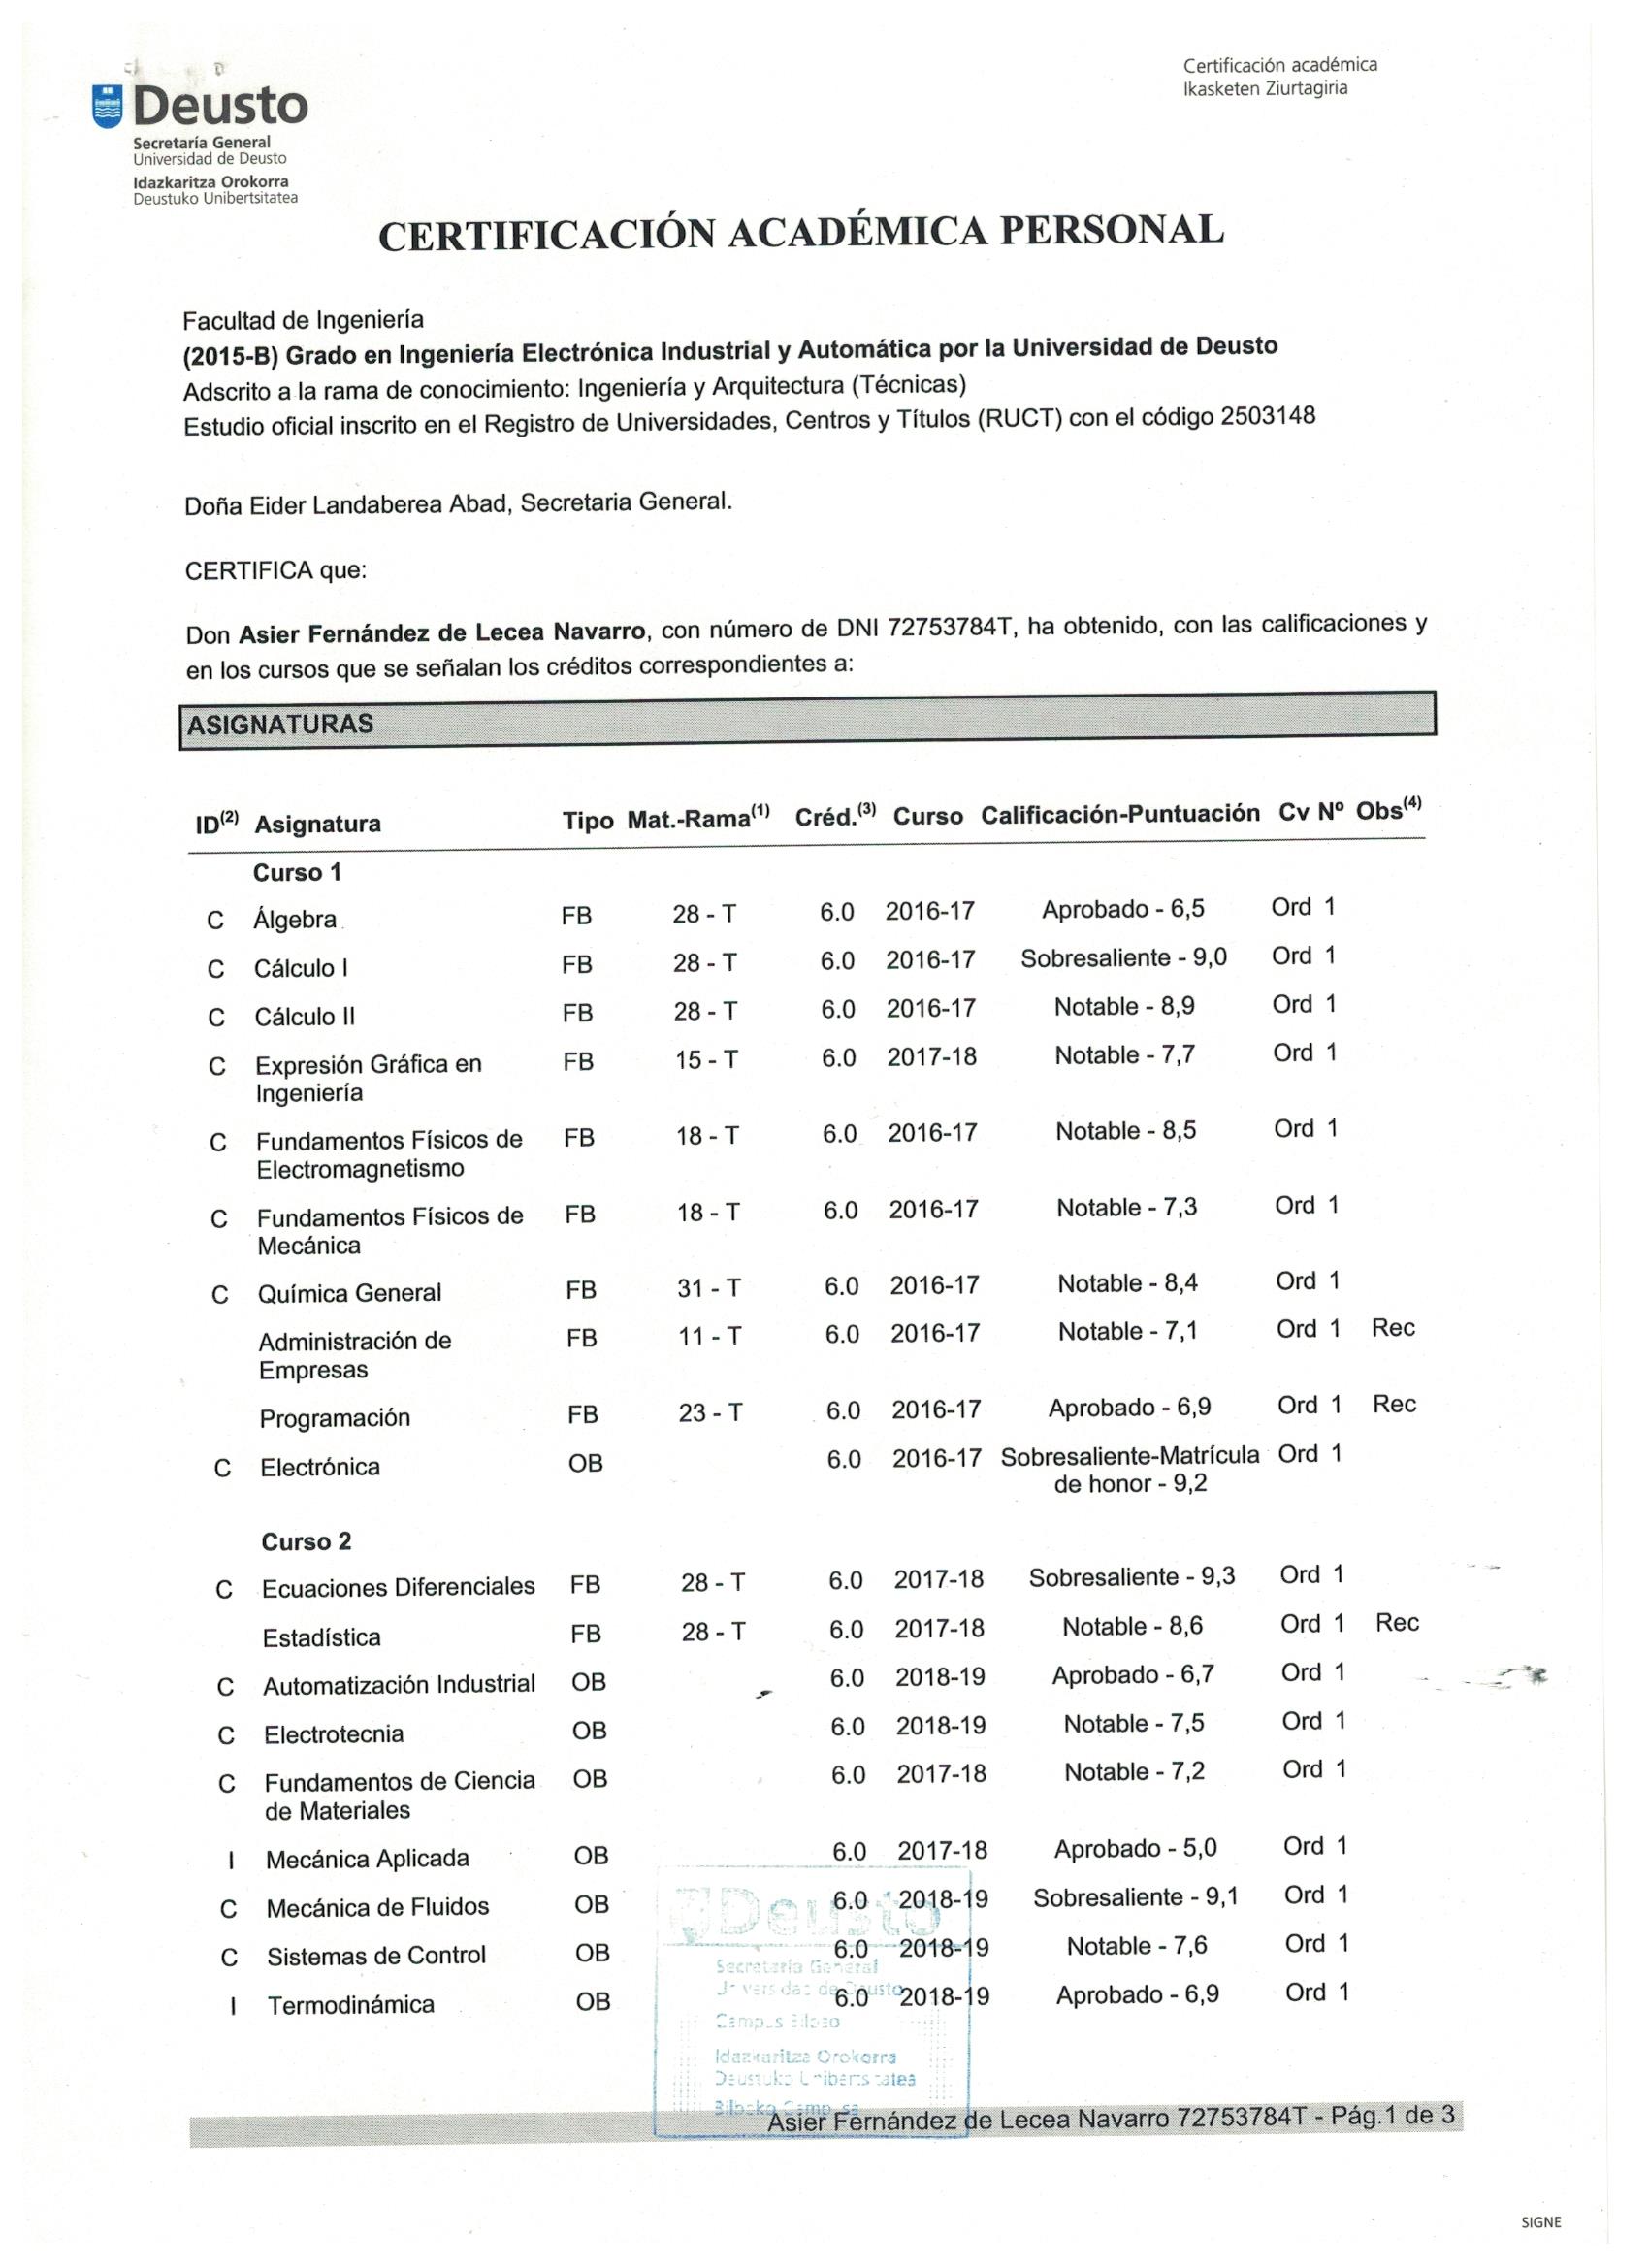 Deusto
Secretaría General
Universidad de Deusto
Idazkaritza Orokorra
Deustuko Unibertsitatea
Certificación académica
Ikasketen Ziurtagiria
CERTIFICACIÓN ACADÉMICA PERSONAL
Facultad de Ingeniería
(2015-B) Grado en Ingeniería Electrónica Industrial y Automática por la Universidad de Deusto
Adscrito a la rama de conocimiento: Ingeniería y Arquitectura (Técnicas)
Estudio oficial inscrito en el Registro de Universidades, Centros y Títulos (RUCT) con el código 2503148
Doña Eider Landaberea Abad, Secretaria General.
CERTIFICA que:
Don Asier Fernández de Lecea Navarro, con número de DNI 72753784T, ha obtenido, con las calificaciones y
en los cursos que se señalan los créditos correspondientes a:
ASIGNATURAS
ID(2) Asignatura Tipo Mat.-Rama(1) Créd.(3) Curso Calificación-Puntuación Cv Nº Obs(4)
Curso 1
C Álgebra FB 28 - T 6.0 2016-17 Aprobado - 6,5 Ord 1
C Cálculo I FB 28 - T 6.0 2016-17 Sobresaliente - 9,0 Ord 1
C Cálculo II FB 28 - T 6.0 2016-17 Notable - 8,9 Ord 1
C Expresión Gráfica en FB 15 - T 6.0 2017-18 Notable - 7,7 Ord 1
Ingeniería
C Fundamentos Físicos de FB 18 - T 6.0 2016-17 Notable - 8,5 Ord 1
Electromagnetismo
C Fundamentos Físicos de FB 18 - T 6.0 2016-17 Notable - 7,3 Ord 1
Mecánica
C Química General FB 31 - T 6.0 2016-17 Notable - 8,4 Ord 1
Administración de FB 11 - T 6.0 2016-17 Notable - 7,1 Ord 1 Rec
Empresas
Programación FB 23 - T 6.0 2016-17 Aprobado - 6,9 Ord 1 Rec
C Electrónica OB 6.0 2016-17 Sobresaliente-Matrícula Ord 1
de honor - 9,2
Curso 2
C Ecuaciones Diferenciales FB 28 - T 6.0 2017-18 Sobresaliente - 9,3 Ord 1
Estadística FB 28 - T 6.0 2017-18 Notable - 8,6 Ord 1 Rec
C Automatización Industrial OB 6.0 2018-19 Aprobado - 6,7 Ord 1
C Electrotecnia OB 6.0 2018-19 Notable - 7,5 Ord 1
C Fundamentos de Ciencia OB 6.0 2017-18 Notable - 7,2 Ord 1
de Materiales
I Mecánica Aplicada OB 6.0 2017-18 Aprobado - 5,0 Ord 1
C Mecánica de Fluidos OB 6.0 2018-19 Sobresaliente - 9,1 Ord 1
C Sistemas de Control OB 6.0 2018-19 Notable - 7,6 Ord 1
I Termodinámica OB 6.0 2018-19 Aprobado - 6,9 Ord 1
Deusto
Secretaría General
Universidad de Deusto
Campus Bilbao
Idazkaritza Orokorra
Deustuko Unibertsitatea
Asier Fernández de Lecea Navarro 72753784T - Pág.1 de 3
SIGNE